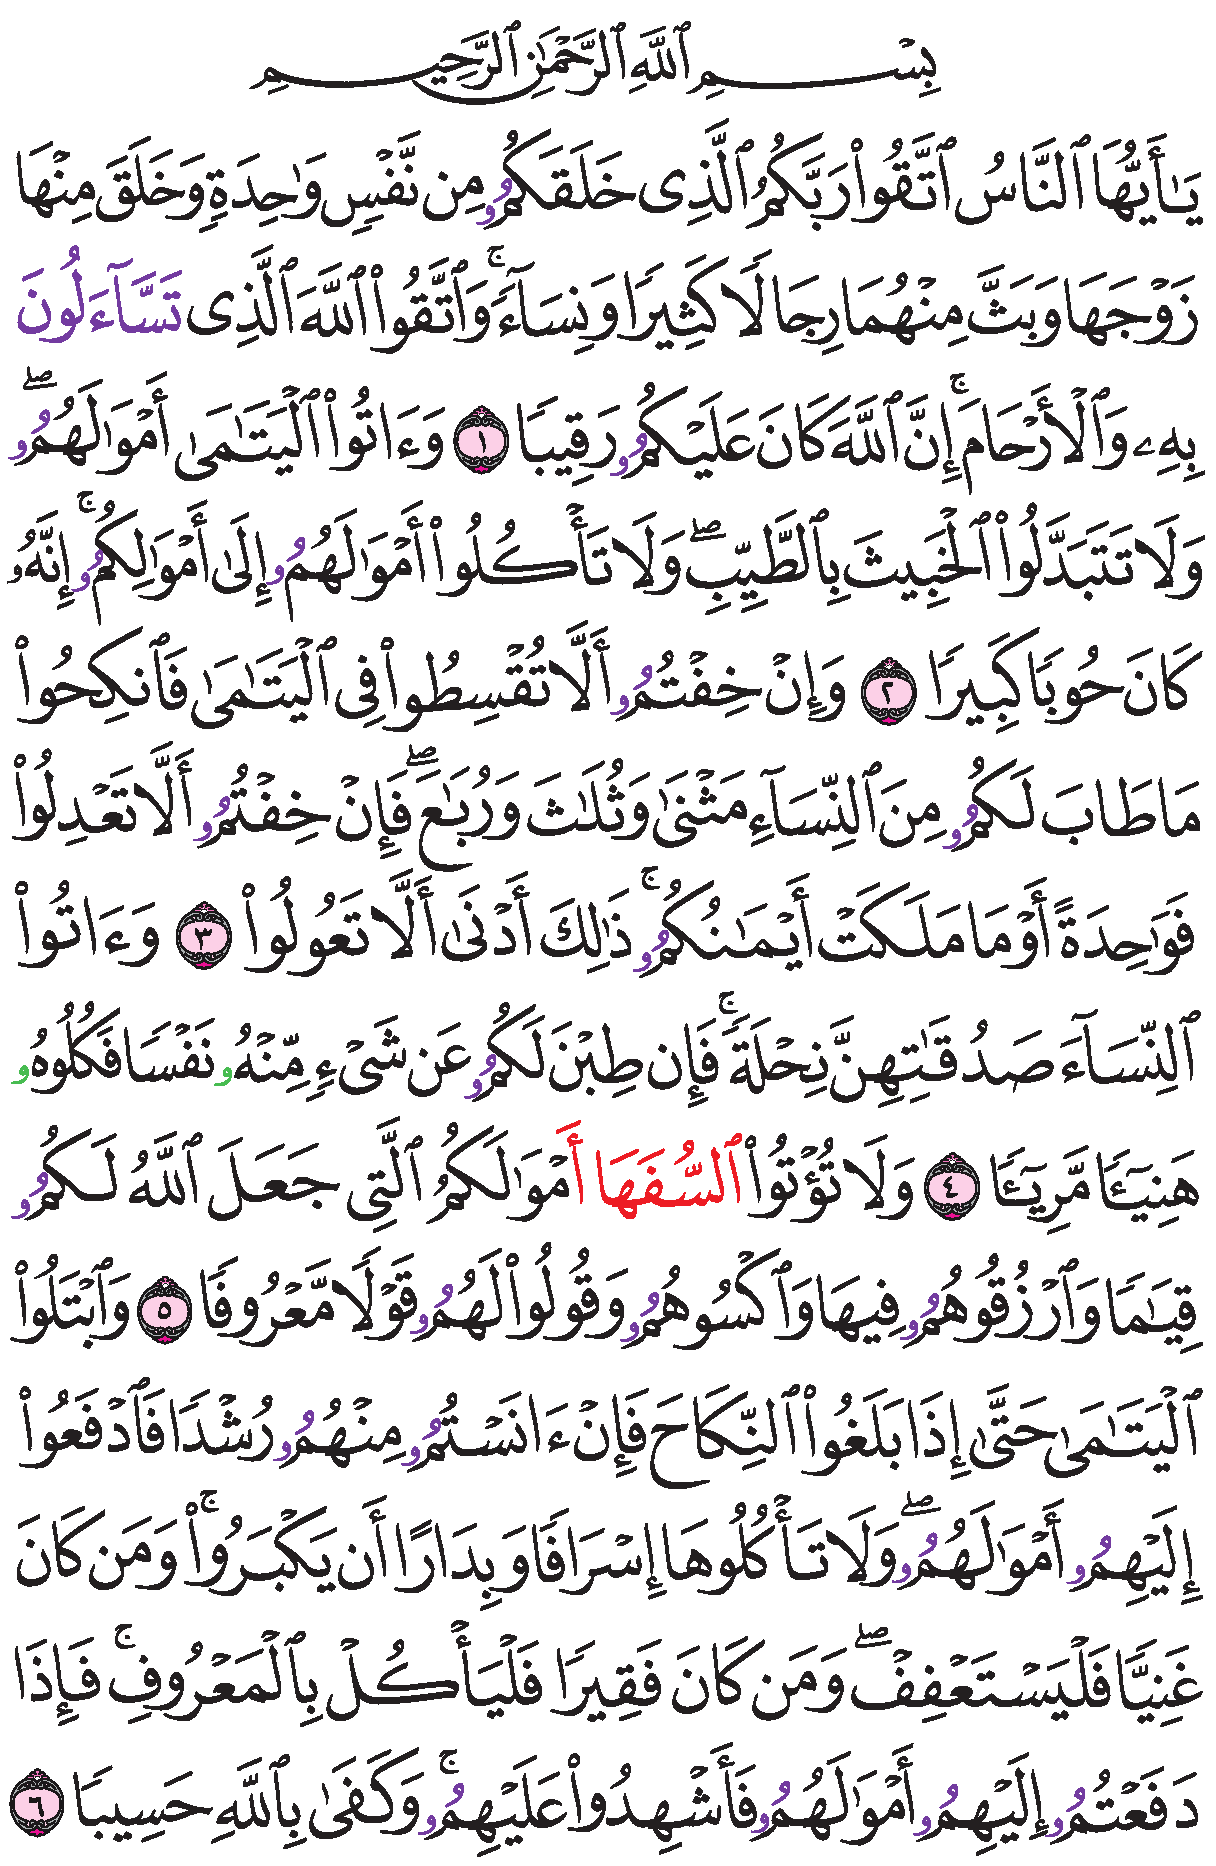 بِسْمِ ٱللَّهِ ٱلرَّحْمَٰنِ ٱلرَّحِيمِ
يَٰأَيُّهَا ٱلنَّاسُ ٱتَّقُوا۟ رَبَّكُمُ ٱلَّذِى خَلَقَكُمُۥ مِن نَّفْسٍ وَٰحِدَةٍ وَخَلَقَ مِنْهَا
زَوْجَهَا وَبَثَّ مِنْهُمَا رِجَالًا كَثِيرًا وَنِسَآءً ۚ وَٱتَّقُوا۟ ٱللَّهَ ٱلَّذِى تَسَّآءَلُونَ
بِهِۦ وَٱلْأَرْحَامَ ۚ إِنَّ ٱللَّهَ كَانَ عَلَيْكُمُۥ رَقِيبًا ١ وَءَاتُوا۟ ٱلْيَتَٰمَىٰ أَمْوَٰلَهُمُۥ ۖ
وَلَا تَتَبَدَّلُوا۟ ٱلْخَبِيثَ بِٱلطَّيِّبِ ۖ وَلَا تَأْكُلُوا۟ أَمْوَٰلَهُمُۥ إِلَىٰ أَمْوَٰلِكُمُۥ ۚ إِنَّهُۥ
كَانَ حُوبًا كَبِيرًا ٢ وَإِنْ خِفْتُمُۥ أَلَّا تُقْسِطُوا۟ فِى ٱلْيَتَٰمَىٰ فَٱنكِحُوا۟
مَا طَابَ لَكُمُۥ مِنَ ٱلنِّسَآءِ مَثْنَىٰ وَثُلَٰثَ وَرُبَٰعَ ۖ فَإِنْ خِفْتُمُۥ أَلَّا تَعْدِلُوا۟
فَوَٰحِدَةً أَوْ مَا مَلَكَتْ أَيْمَٰنُكُمُۥ ۚ ذَٰلِكَ أَدْنَىٰ أَلَّا تَعُولُوا۟ ٣ وَءَاتُوا۟
ٱلنِّسَآءَ صَدُقَٰتِهِنَّ نِحْلَةً ۚ فَإِن طِبْنَ لَكُمُۥ عَن شَىْءٍ مِّنْهُۥ نَفْسًا فَكُلُوهُۥ
هَنِيٓـًٔا مَّرِيٓـًٔا ٤ وَلَا تُؤْتُوا۟ ٱلسُّفَهَا أَمْوَٰلَكُمُ ٱلَّتِى جَعَلَ ٱللَّهُ لَكُمُۥ
قِيَٰمًا وَٱرْزُقُوهُمُۥ فِيهَا وَٱكْسُوهُمُۥ وَقُولُوا۟ لَهُمُۥ قَوْلًا مَّعْرُوفًا ٥ وَٱبْتَلُوا۟
ٱلْيَتَٰمَىٰ حَتَّىٰ إِذَا بَلَغُوا۟ ٱلنِّكَاحَ فَإِنْ ءَانَسْتُمُۥ مِنْهُمُۥ رُشْدًا فَٱدْفَعُوا۟
إِلَيْهِمُۥ أَمْوَٰلَهُمُۥ ۖ وَلَا تَأْكُلُوهَا إِسْرَافًا وَبِدَارًا أَن يَكْبَرُوا۟ ۚ وَمَن كَانَ
غَنِيًّا فَلْيَسْتَعْفِفْ ۖ وَمَن كَانَ فَقِيرًا فَلْيَأْكُلْ بِٱلْمَعْرُوفِ ۚ فَإِذَا
دَفَعْتُمُۥ إِلَيْهِمُۥ أَمْوَٰلَهُمُۥ فَأَشْهِدُوا۟ عَلَيْهِمُۥ ۚ وَكَفَىٰ بِٱللَّهِ حَسِيبًا ٦